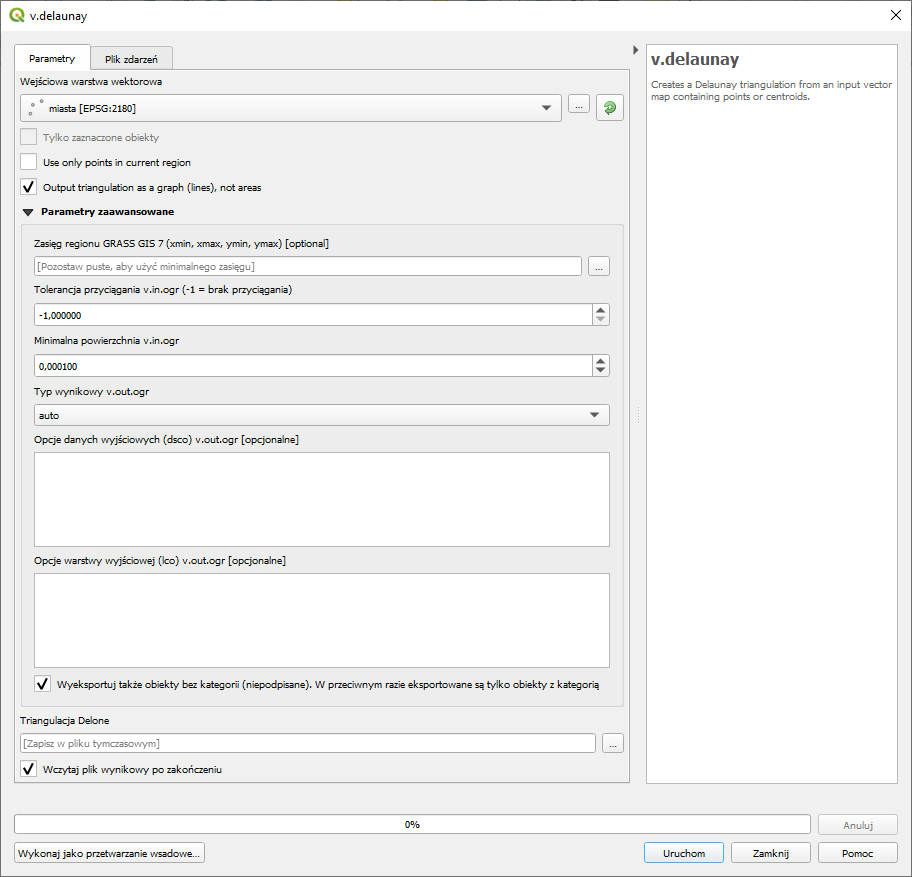 v.delaunay
Parametry
Plik zdarzeń
v.delaunay
Creates a Delaunay triangulation from an input vector
map containing points or centroids.
Wejściowa warstwa wektorowa
miasta [EPSG:2180]
...
Tylko zaznaczone obiekty
Use only points in current region
Output triangulation as a graph (lines), not areas
Parametry zaawansowane
Zasięg regionu GRASS GIS 7 (xmin, xmax, ymin, ymax) [optional]
[Pozostaw puste, aby użyć minimalnego zasięgu]
...
Tolerancja przyciągania v.in.ogr (-1 = brak przyciągania)
-1,000000
Minimalna powierzchnia v.in.ogr
0,000100
Typ wynikowy v.out.ogr
auto
Opcje danych wyjściowych (dsco) v.out.ogr [opcjonalne]
Opcje warstwy wyjściowej (lco) v.out.ogr [opcjonalne]
Wyeksportuj także obiekty bez kategorii (niepodpisane). W przeciwnym razie eksportowane są tylko obiekty z kategorią
Triangulacja Delone
[Zapisz w pliku tymczasowym]
...
Wczytaj plik wynikowy po zakończeniu
0%
Anuluj
Wykonaj jako przetwarzanie wsadowe...
Uruchom
Zamknij
Pomoc